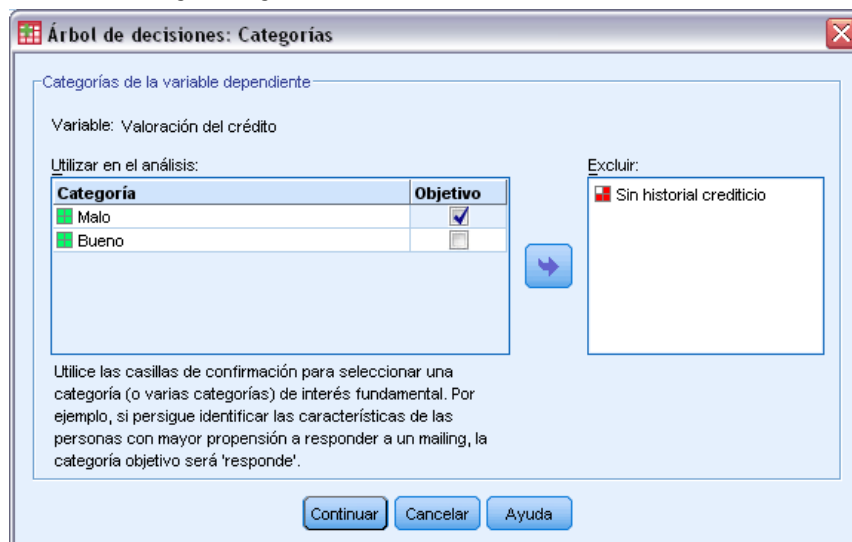 Árbol de decisiones: Categorías
Categorías de la variable dependiente
Variable: Valoración del crédito
Utilizar en el análisis:
Categoría Objetivo
Malo
Bueno
Excluir:
Sin historial crediticio
Utilice las casillas de confirmación para seleccionar una
categoría (o varias categorías) de interés fundamental. Por
ejemplo, si persigue identificar las características de las
personas con mayor propensión a responder a un mailing, la
categoría objetivo será 'responde'.
Continuar Cancelar Ayuda